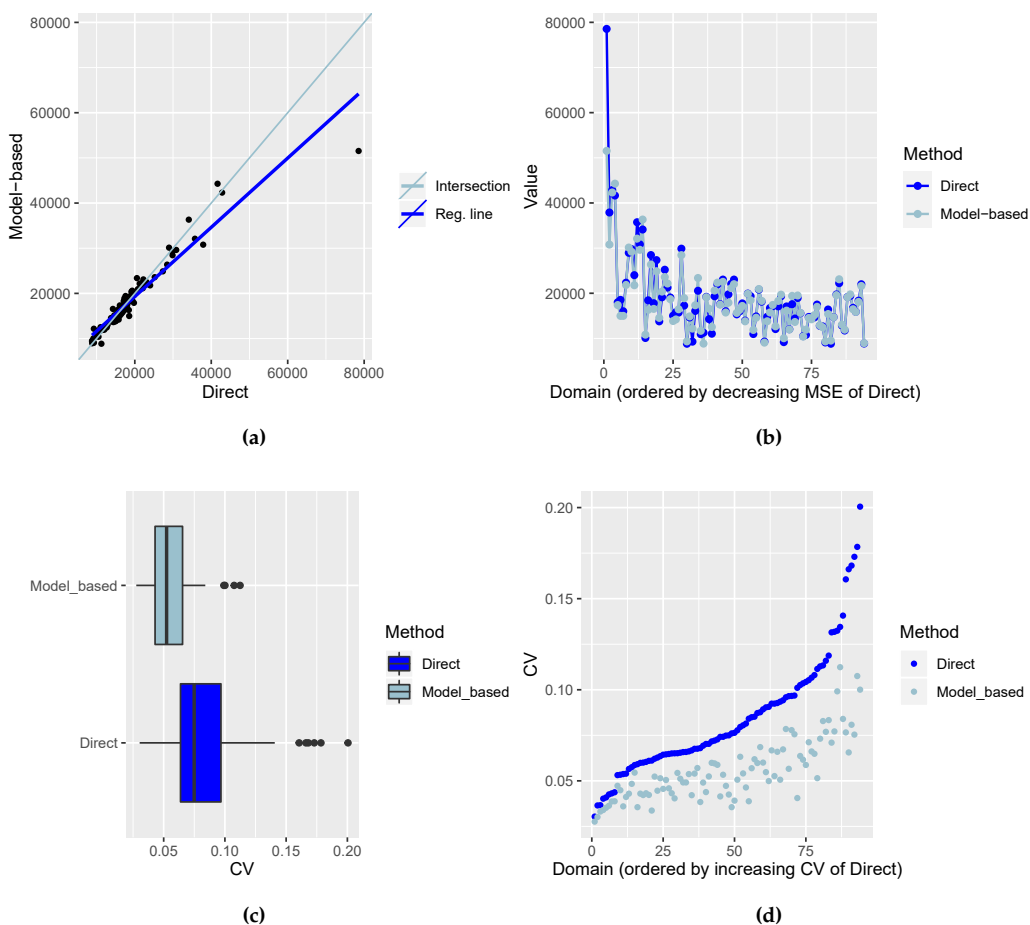 80000
60000
40000
20000
Model−based
20000
40000
60000
80000
Direct
Intersection
Reg. line
(a)
80000
60000
40000
20000
Value
0
25
50
75
Domain (ordered by decreasing MSE of Direct)
Method
Direct
Model−based
(b)
Model_based
Direct
0.05
0.10
0.15
0.20
CV
Method
Direct
Model_based
(c)
0.20
0.15
0.10
0.05
CV
0
25
50
75
Domain (ordered by increasing CV of Direct)
Method
Direct
Model_based
(d)